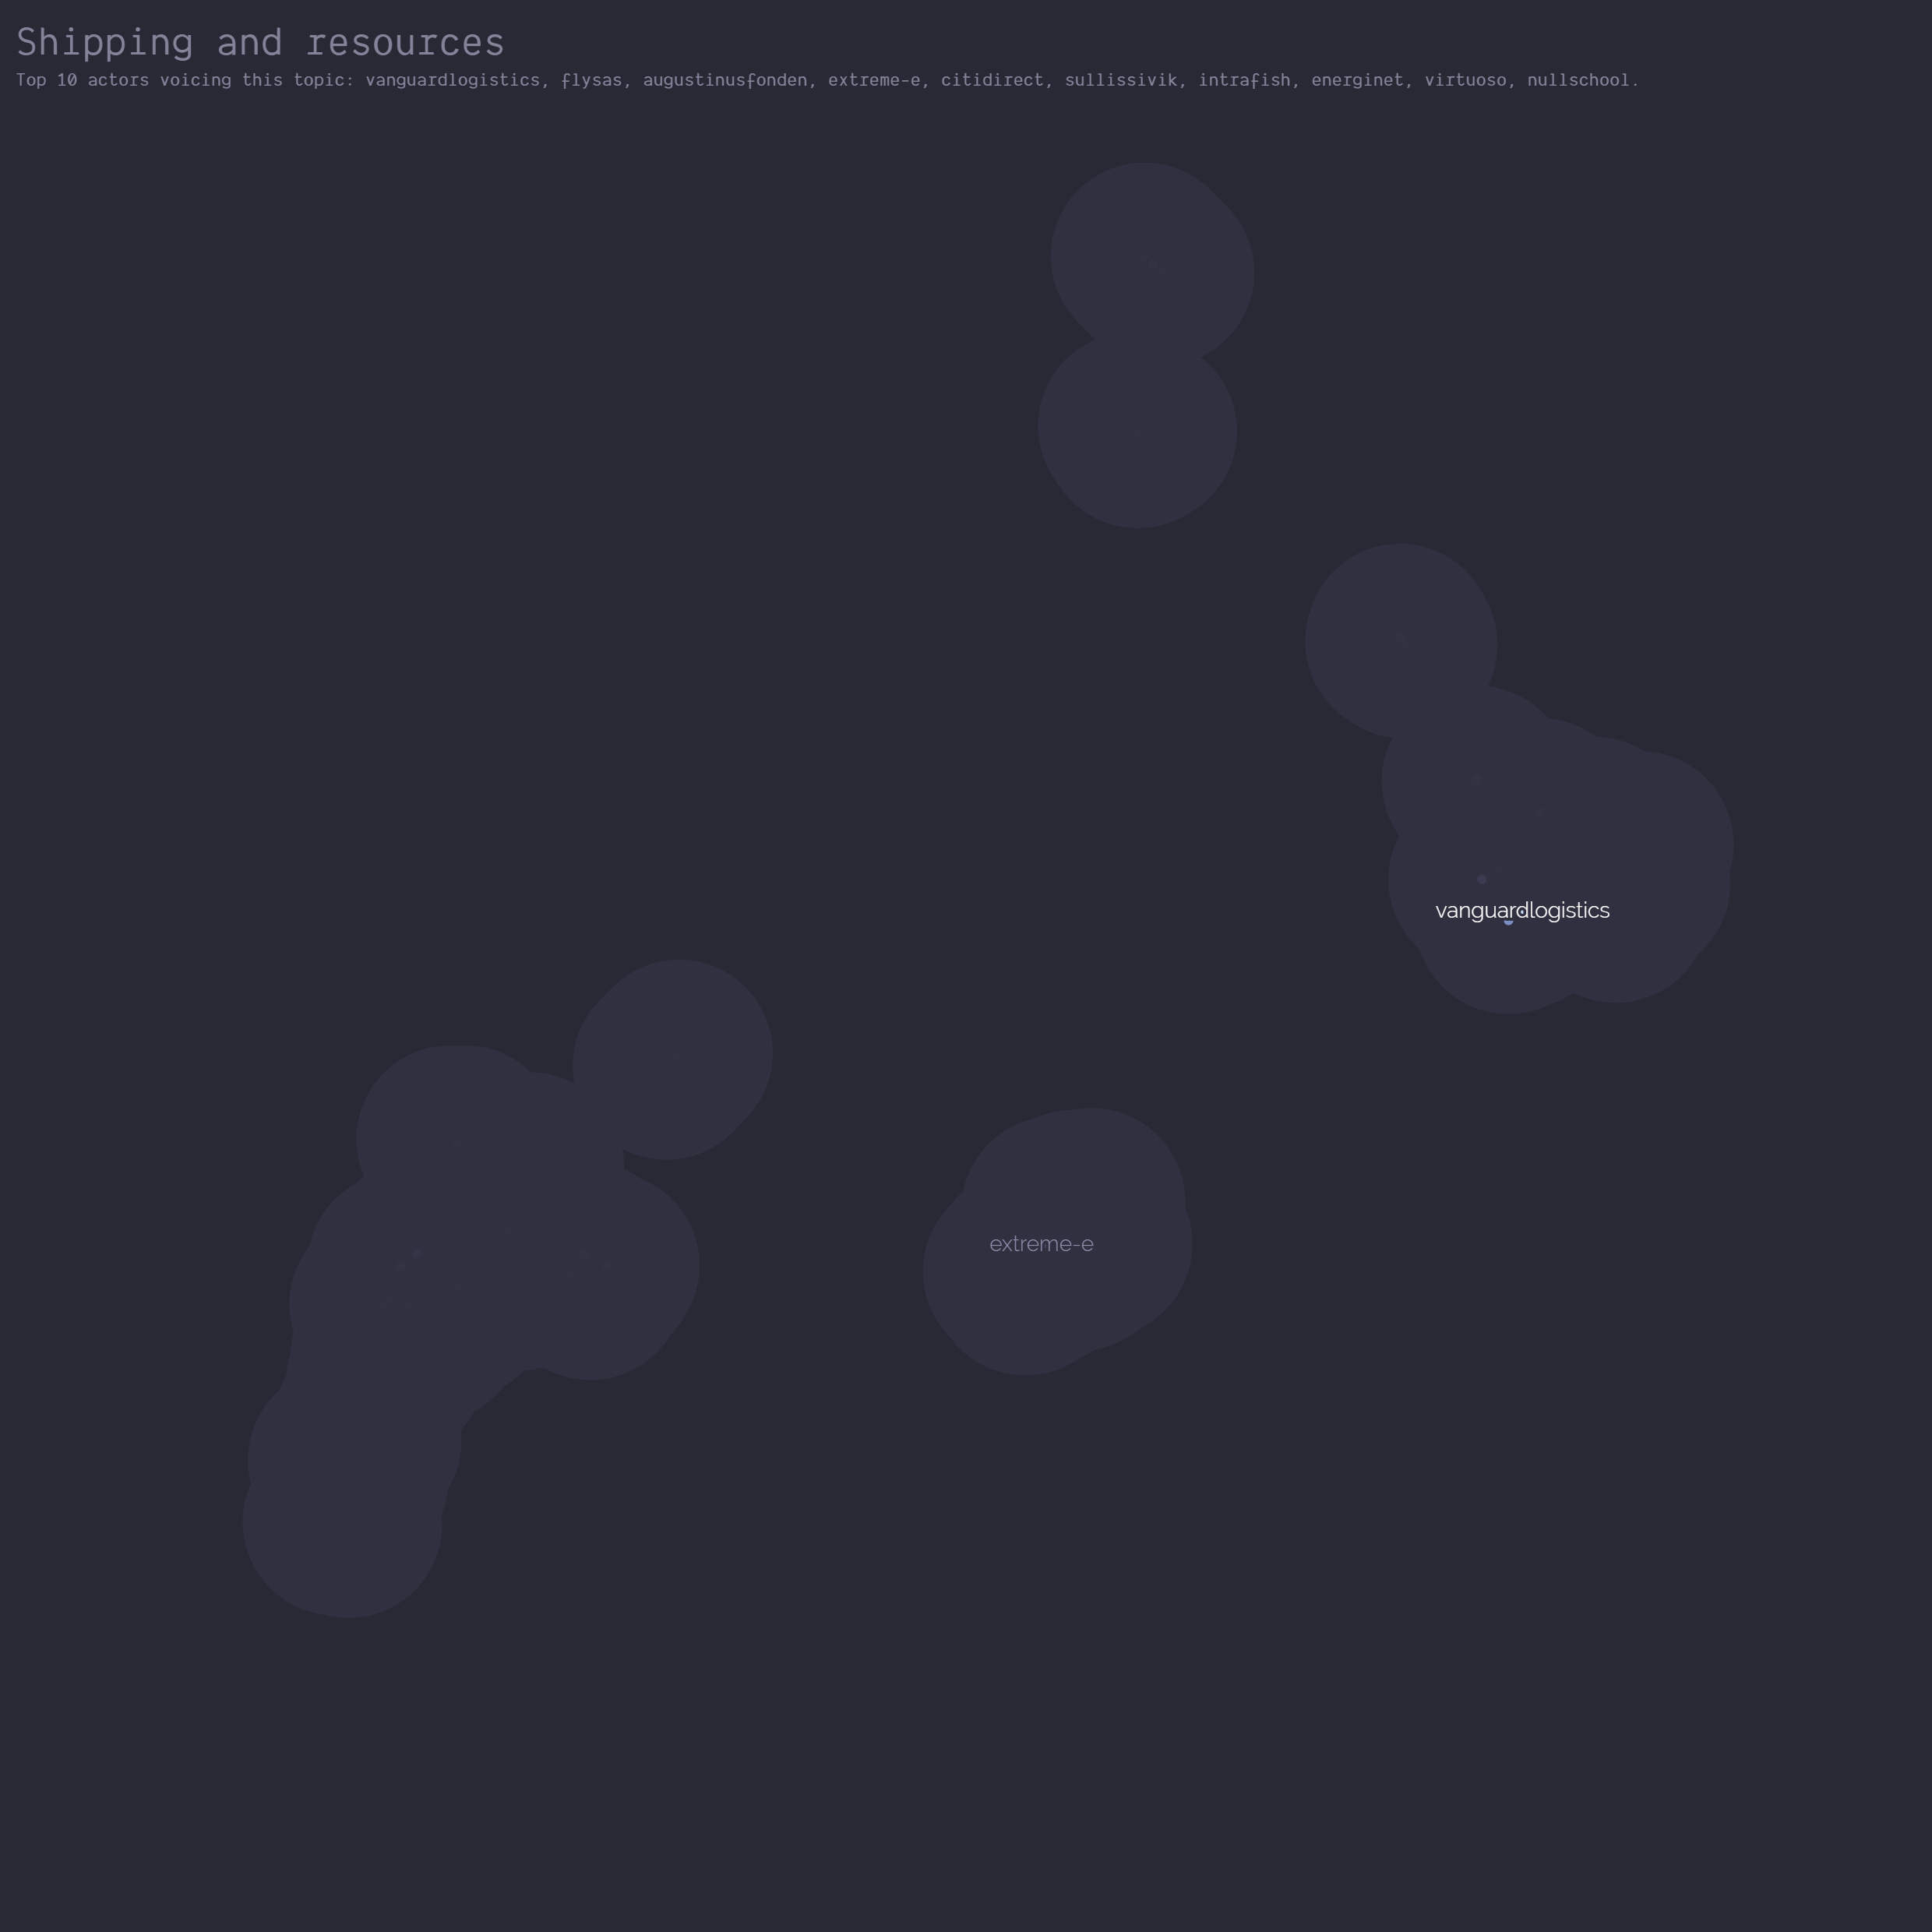 Shipping and resources
Top 10 actors voicing this topic: vanguardlogistics, flysas, augustinusfonden, extreme-e, citidirect, sullissivik, intrafish, energinet, virtuoso, nullschool.
vanguardlogistics
extreme-e